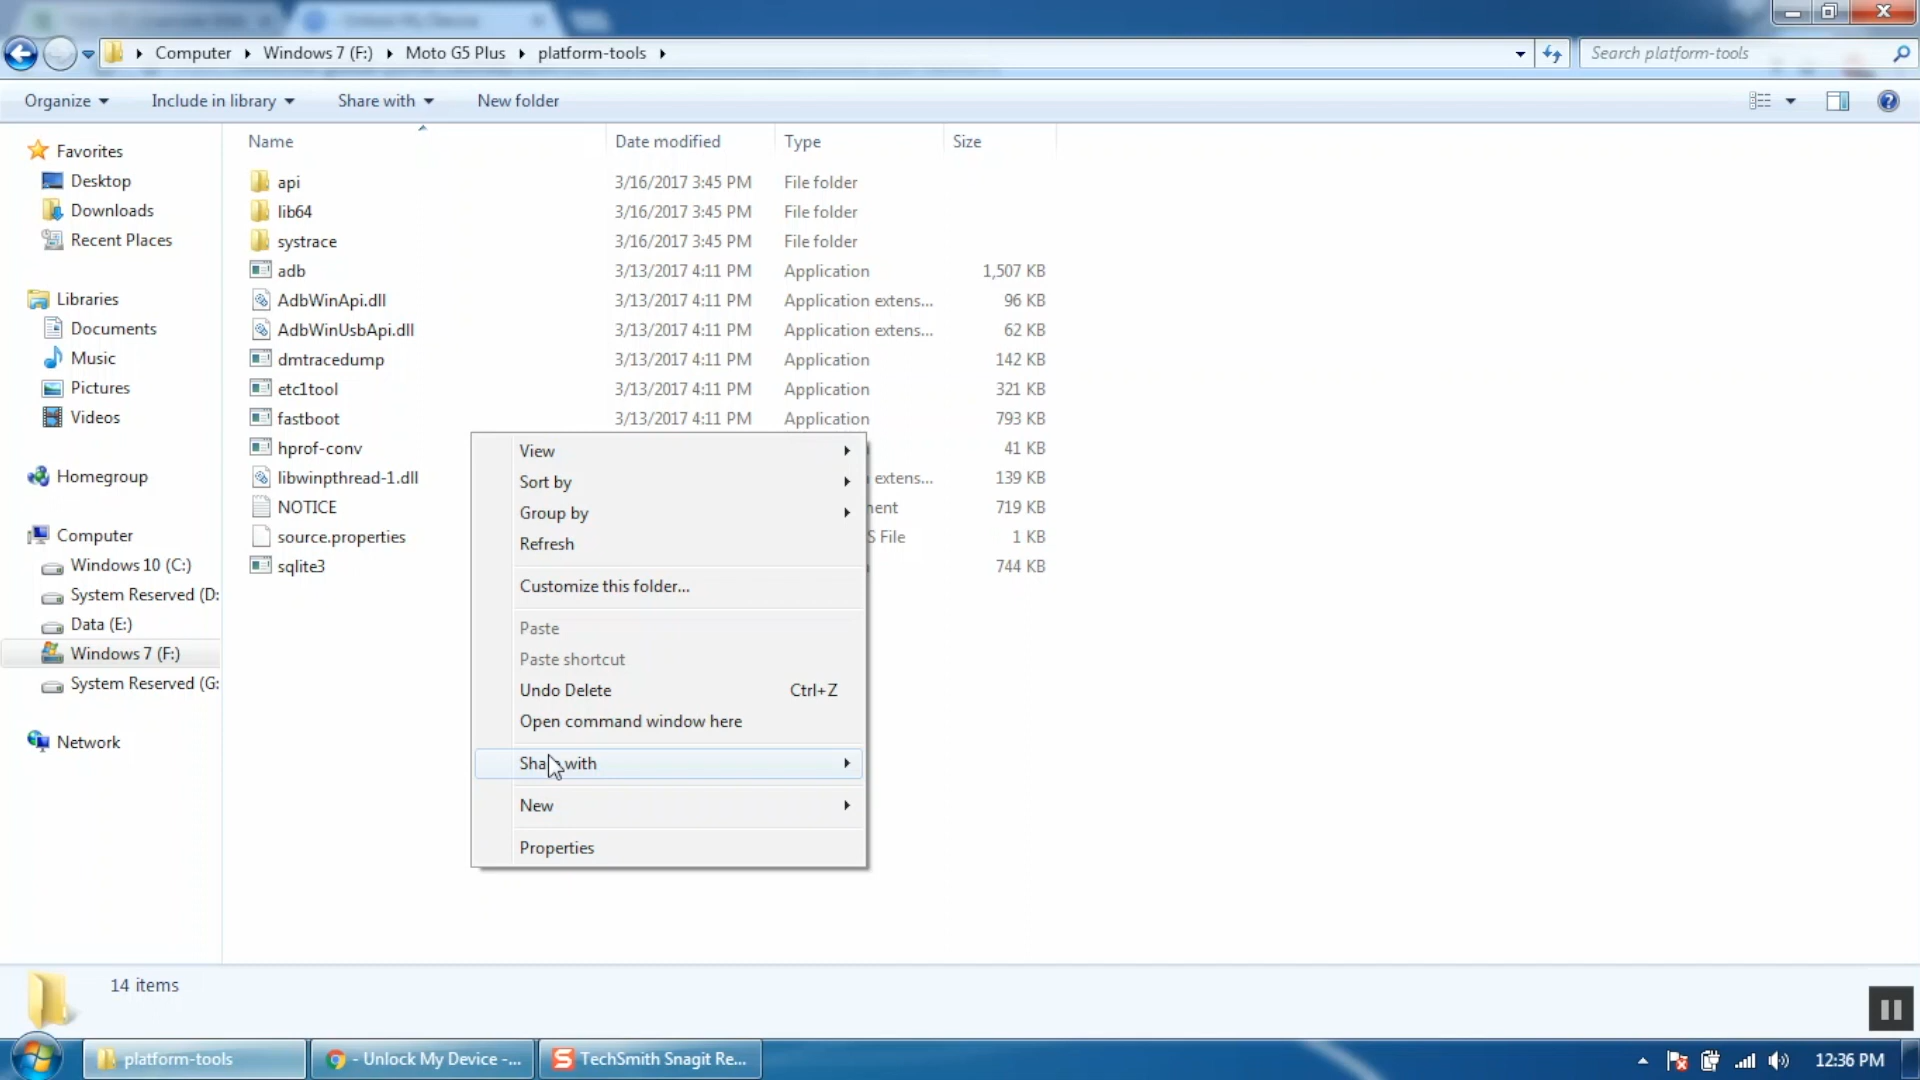 Computer Windows 7 (F:) Moto G5 Plus platform-tools
Search platform-tools
Organize Include in library Share with New folder
Name Date modified Type Size
Favorites
Desktop
Downloads
Recent Places
Libraries
Documents
Music
Pictures
Videos
Homegroup
Computer
Windows 10 (C:)
System Reserved (D:
Data (E:)
Windows 7 (F:)
System Reserved (G:
Network
api 3/16/2017 3:45 PM File folder
lib64 3/16/2017 3:45 PM File folder
systrace 3/16/2017 3:45 PM File folder
adb 3/13/2017 4:11 PM Application 1,507 KB
AdbWinApi.dll 3/13/2017 4:11 PM Application extens... 96 KB
AdbWinUsbApi.dll 3/13/2017 4:11 PM Application extens... 62 KB
dmtracedump 3/13/2017 4:11 PM Application 142 KB
etc1tool 3/13/2017 4:11 PM Application 321 KB
fastboot 3/13/2017 4:11 PM Application 793 KB
hprof-conv 41 KB
libwinpthread-1.dll extens... 139 KB
NOTICE 719 KB
source.properties S File 1 KB
sqlite3 744 KB
View
Sort by
Group by
Refresh
Customize this folder...
Paste
Paste shortcut
Undo Delete Ctrl+Z
Open command window here
Share with
New
Properties
14 items
platform-tools
- Unlock My Device -...
TechSmith Snagit Re...
12:36 PM